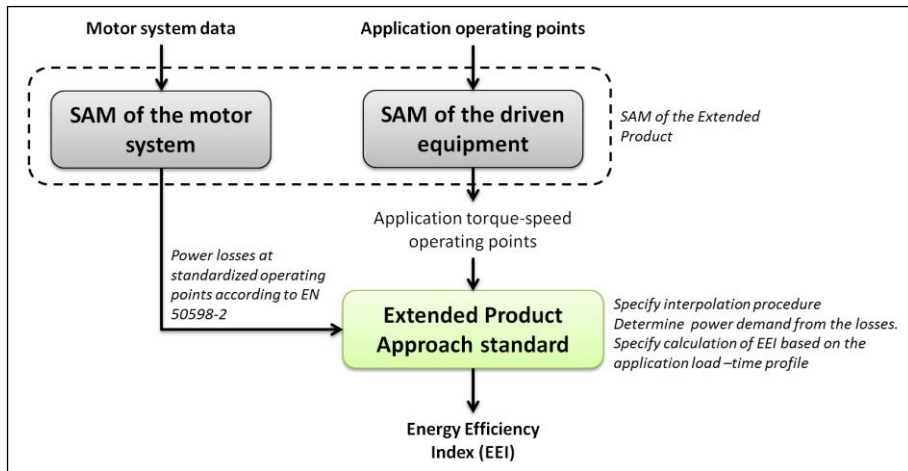 Motor system data
Application operating points
SAM of the motor
system
SAM of the driven
equipment
SAM of the Extended
Product
Application torque-speed
operating points
Power losses at
standardized operating
points according to EN
50598-2
Extended Product
Approach standard
Specify interpolation procedure
Determine power demand from the losses.
Specify calculation of EEI based on the
application load –time profile
Energy Efficiency
Index (EEI)